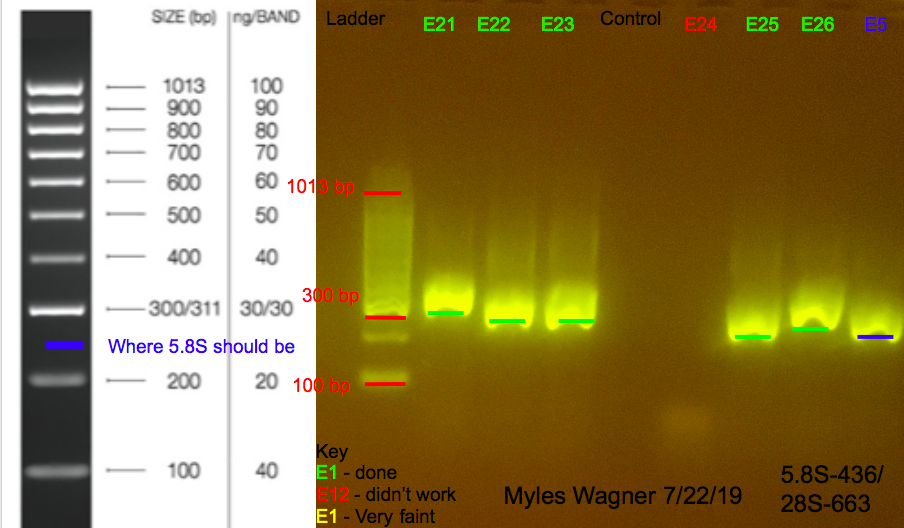 SIZE (bp) ng/BAND
1013 100
900 90
800 80
700 70
600 60
500 50
400 40
300/311 30/30
Where 5.8S should be
200 20
100 40
Ladder E21 E22 E23 Control E24 E25 E26 E5
1013 bp
300 bp
100 bp
Key
E1 - done
E12 - didn't work
E1 - Very faint
Myles Wagner 7/22/19
5.8S-436/
28S-663